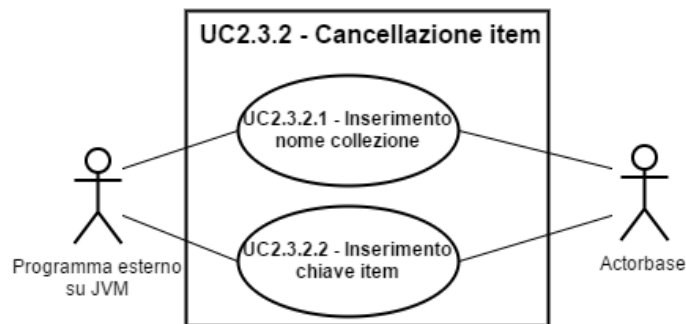 UC2.3.2 - Cancellazione item
UC2.3.2.1 - Inserimento
nome collezione
UC2.3.2.2 - Inserimento
chiave item
Programma esterno
su JVM
Actorbase